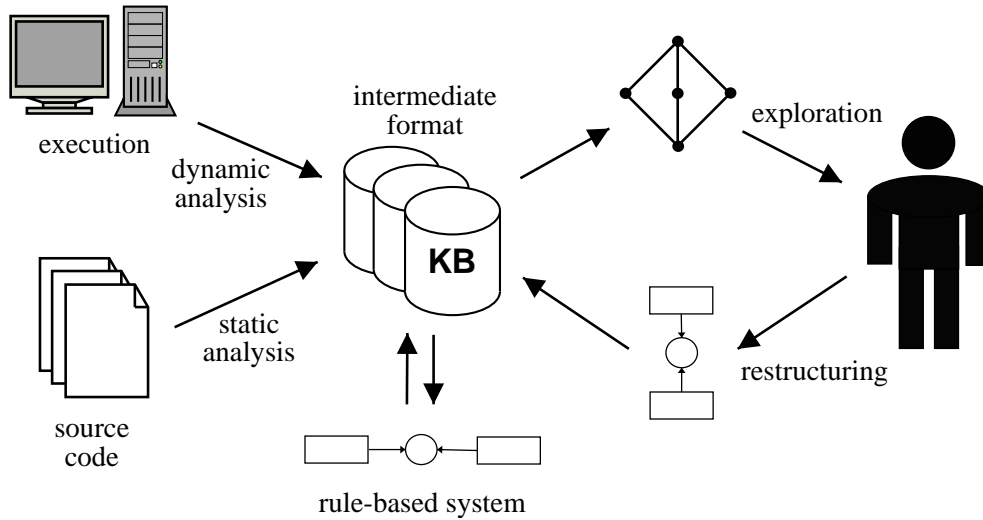 intermediate
format
execution
dynamic
analysis
exploration
KB
static
analysis
source
code
restructuring
rule-based system